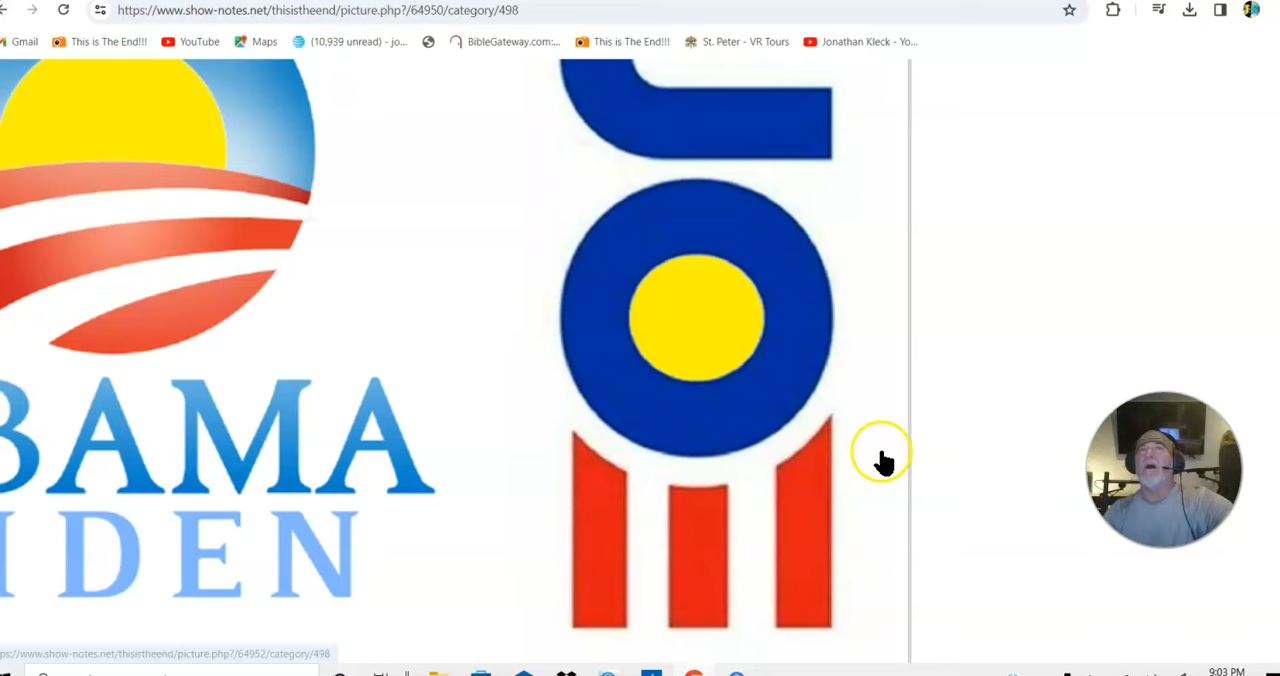 https://www.show-notes.net/thisistheend/picture.php?/64950/category/498
Gmail This is The End!!! YouTube Maps (10,939 unread) - jo... BibleGateway.com:... This is The End!!! St. Peter - VR Tours Jonathan Kleck - Yo...
JOE
BAMA
IDEN
ps://www.show-notes.net/thisistheend/picture.php?/64952/category/498
9:03 PM